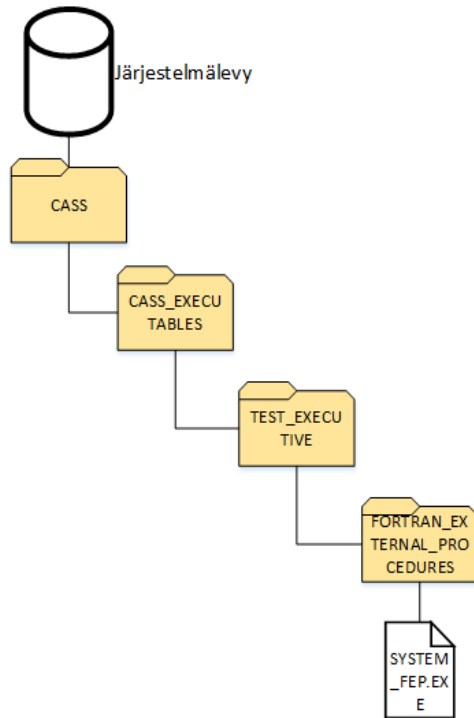 Järjestelmälevy
CASS
CASS_EXECU
TABLES
TEST_EXECU
TIVE
FORTRAN_EX
TERNAL_PRO
CEDURES
SYSTEM
_FEP.EX
E